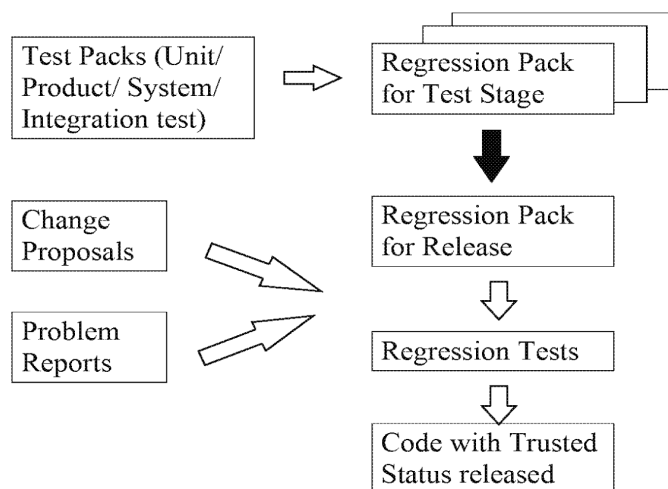 Test Packs (Unit/
Product/ System/
Integration test)
Regression Pack
for Test Stage
Change
Proposals
Regression Pack
for Release
Problem
Reports
Regression Tests
Code with Trusted
Status released